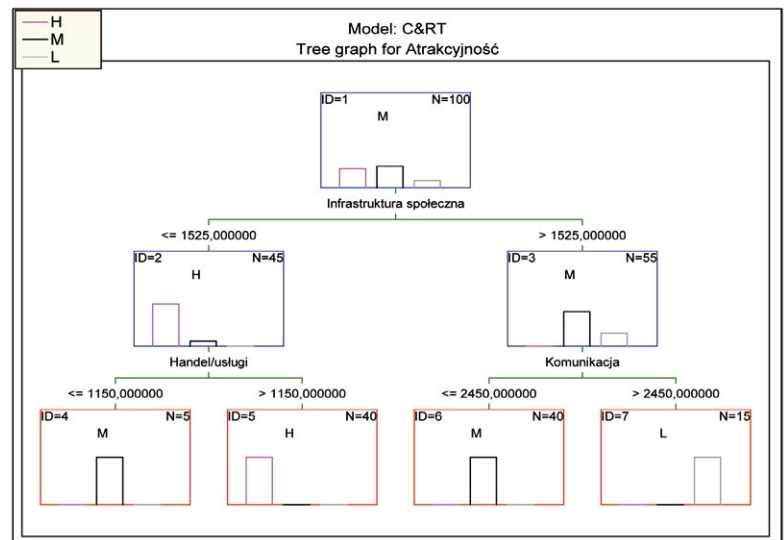 H
M
L
Model: C&RT
Tree graph for Atrakcyjność
ID=1 N=100
M
Infrastruktura społeczna
<= 1525,000000 > 1525,000000
ID=2 N=45
H
ID=3 N=55
M
Handel/usługi Komunikacja
<= 1150,000000 > 1150,000000 <= 2450,000000 > 2450,000000
ID=4 N=5
M
ID=5 N=40
H
ID=6 N=40
M
ID=7 N=15
L